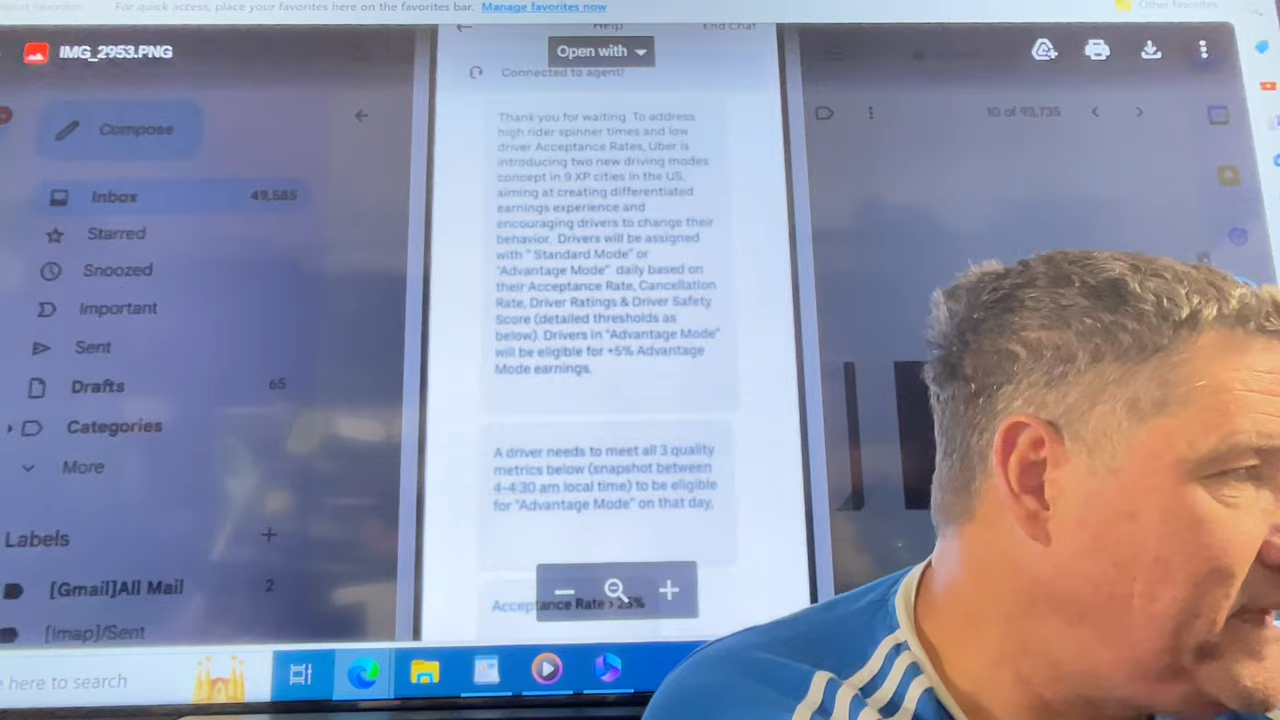 For quick access, place your favorites here on the favorites bar. Manage favorites now
Other favorites
IMG_2953.PNG
Help
End Chat
Open with
Connected to agent!
Compose
10 of 93,735
Inbox 49,585
Starred
Snoozed
Important
Sent
Drafts 65
Categories
More
Labels +
[Gmail]All Mail 2
[Imap]/Sent
Thank you for waiting. To address
high rider spinner times and low
driver Acceptance Rates, Uber is
introducing two new driving modes
concept in 9 XP cities in the US,
aiming at creating differentiated
earnings experience and
encouraging drivers to change their
behavior. Drivers will be assigned
with " Standard Mode" or
"Advantage Mode" daily based on
their Acceptance Rate, Cancellation
Rate, Driver Ratings & Driver Safety
Score (detailed thresholds as
below). Drivers in "Advantage Mode"
will be eligible for +5% Advantage
Mode earnings.
A driver needs to meet all 3 quality
metrics below (snapshot between
4-4:30 am local time) to be eligible
for "Advantage Mode" on that day.
Acceptance Rate >
here to search